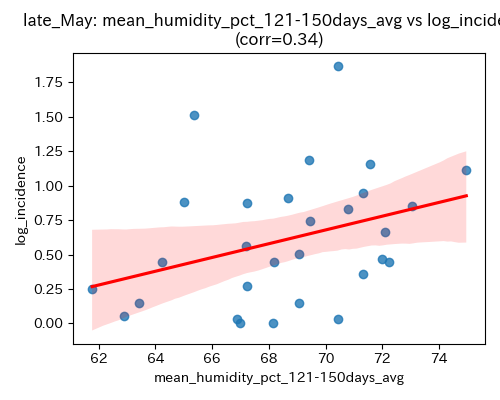 late_May: mean_humidity_pct_121-150days_avg vs log_incide
(corr=0.34)
1.75
1.50
1.25
1.00
0.75
0.50
0.25
0.00
log_incidence
62 64 66 68 70 72 74
mean_humidity_pct_121-150days_avg